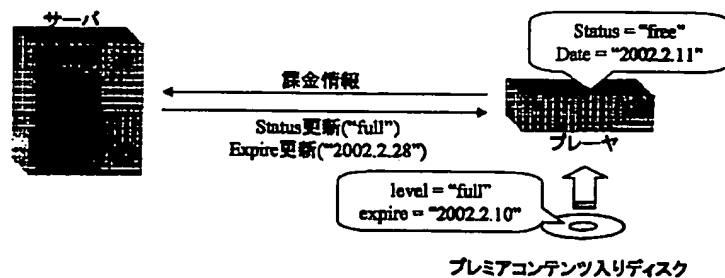 サーバ
Status = “free”
Date = “2002.2.11”
課金情報
Status更新(“full”)
Expire更新(“2002.2.28”)
プレーヤ
level = “full”
expire = “2002.2.10”
プレミアコンテンツ入りディスク